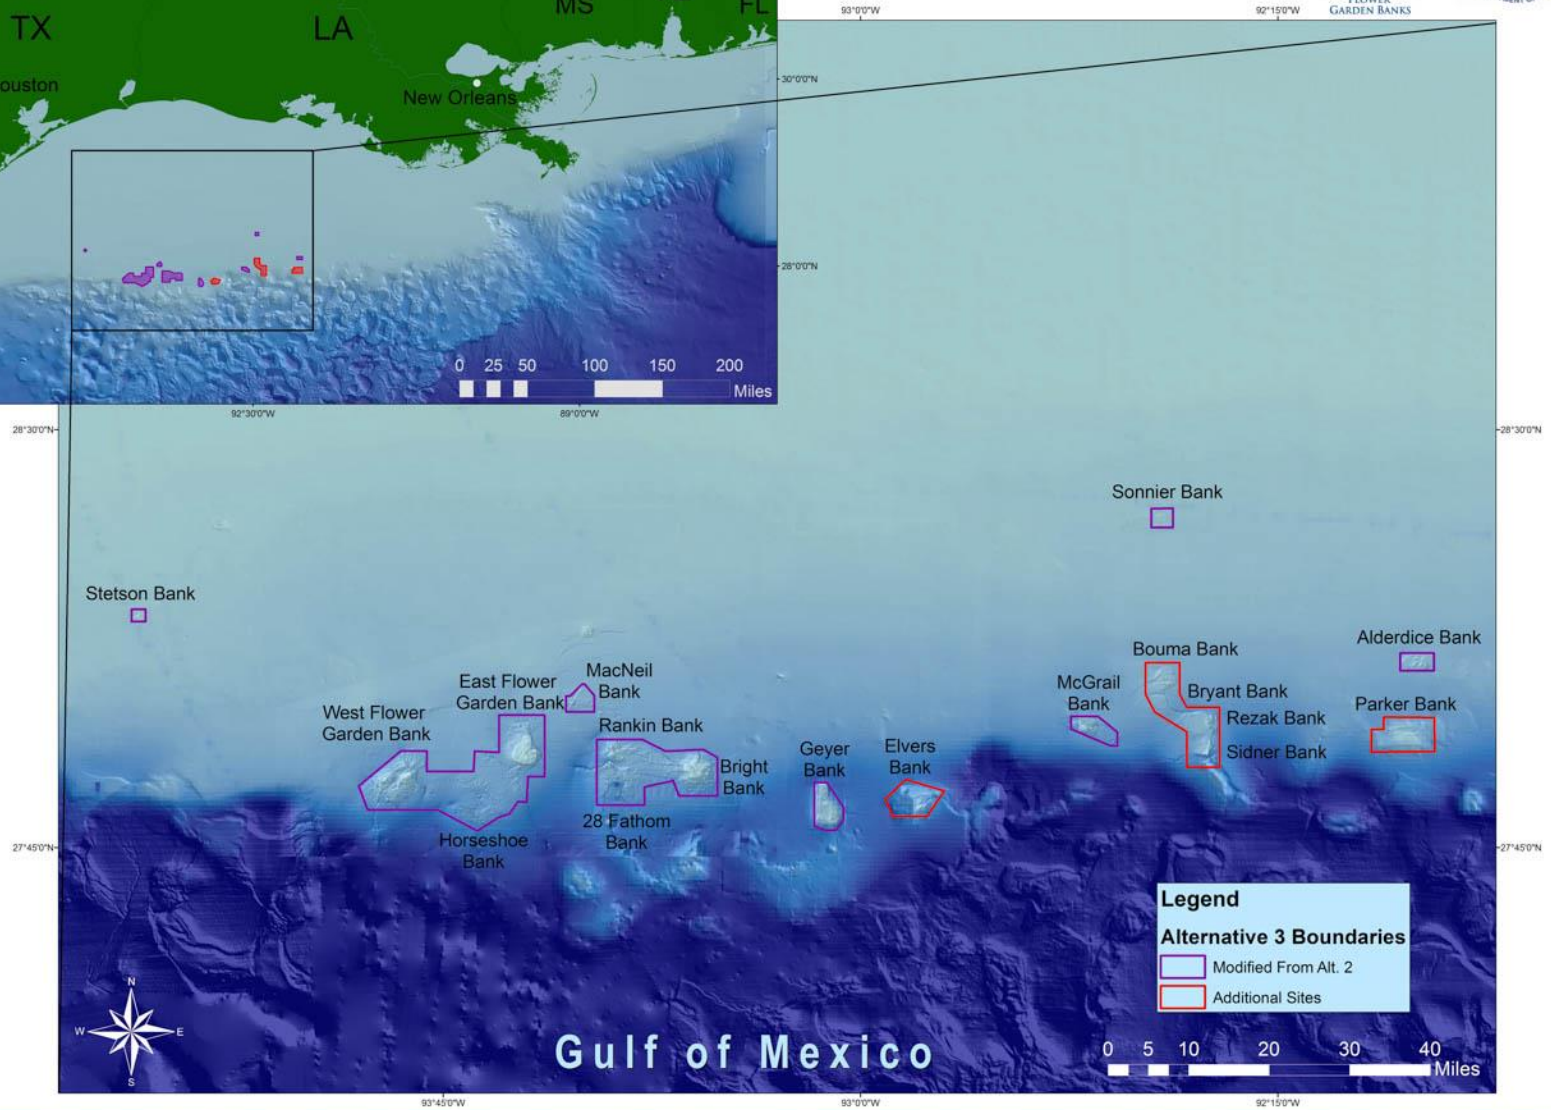 TX
LA
MS
FL
ouston
New Orleans
0 25 50 100 150 200
Miles
92°30'0"W
89°0'0"W
30°0'0"N
28°0'0"N
93°0'0"W
92°15'0"W
GARDEN BANKS
28°30'0"N
28°30'0"N
Sonnier Bank
Stetson Bank
Alderdice Bank
Bouma Bank
MacNeil
Bank
East Flower
Garden Bank
McGrail
Bank
Bryant Bank
Parker Bank
West Flower
Garden Bank
Rezak Bank
Rankin Bank
Sidner Bank
Geyer
Bank
Elvers
Bank
Bright
Bank
28 Fathom
Bank
Horseshoe
Bank
27°45'0"N
27°45'0"N
Legend
Alternative 3 Boundaries
Modified From Alt. 2
Additional Sites
N
W E
S
Gulf of Mexico
0 5 10 20 30 40
Miles
93°45'0"W
93°0'0"W
92°15'0"W